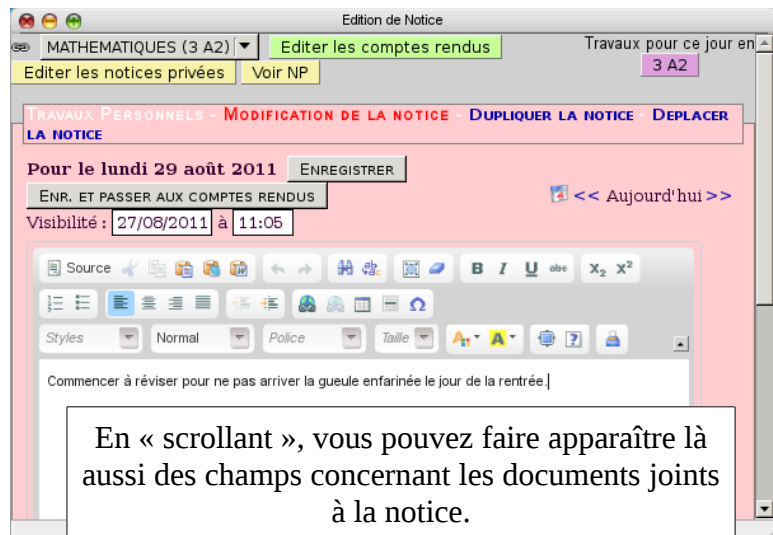 Edition de Notice
MATHEMATIQUES (3 A2) Editer les comptes rendus Travaux pour ce jour en
Editer les notices privées Voir NP 3 A2
Travaux Personnels - Modification de la notice - Dupliquer la notice - Deplacer
la notice
Pour le lundi 29 août 2011 Enregistrer
Enr. et passer aux comptes rendus << Aujourd'hui >>
Visibilité : 27/08/2011 à 11:05
Source B I U abc X₂ X²
Styles Normal Police Taille A A
Commencer à réviser pour ne pas arriver la gueule enfarinée le jour de la rentrée.
En « scrollant », vous pouvez faire apparaître là
aussi des champs concernant les documents joints
à la notice.